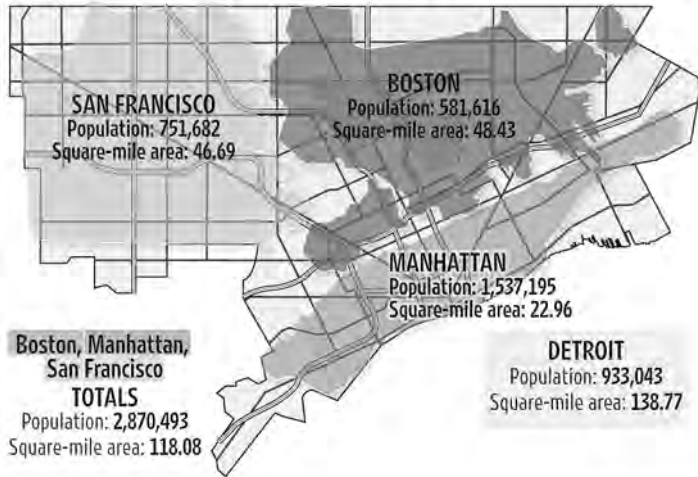 SAN FRANCISCO
Population: 751,682
Square-mile area: 46.69
BOSTON
Population: 581,616
Square-mile area: 48.43
MANHATTAN
Population: 1,537,195
Square-mile area: 22.96
Boston, Manhattan,
San Francisco
TOTALS
Population: 2,870,493
Square-mile area: 118.08
DETROIT
Population: 933,043
Square-mile area: 138.77